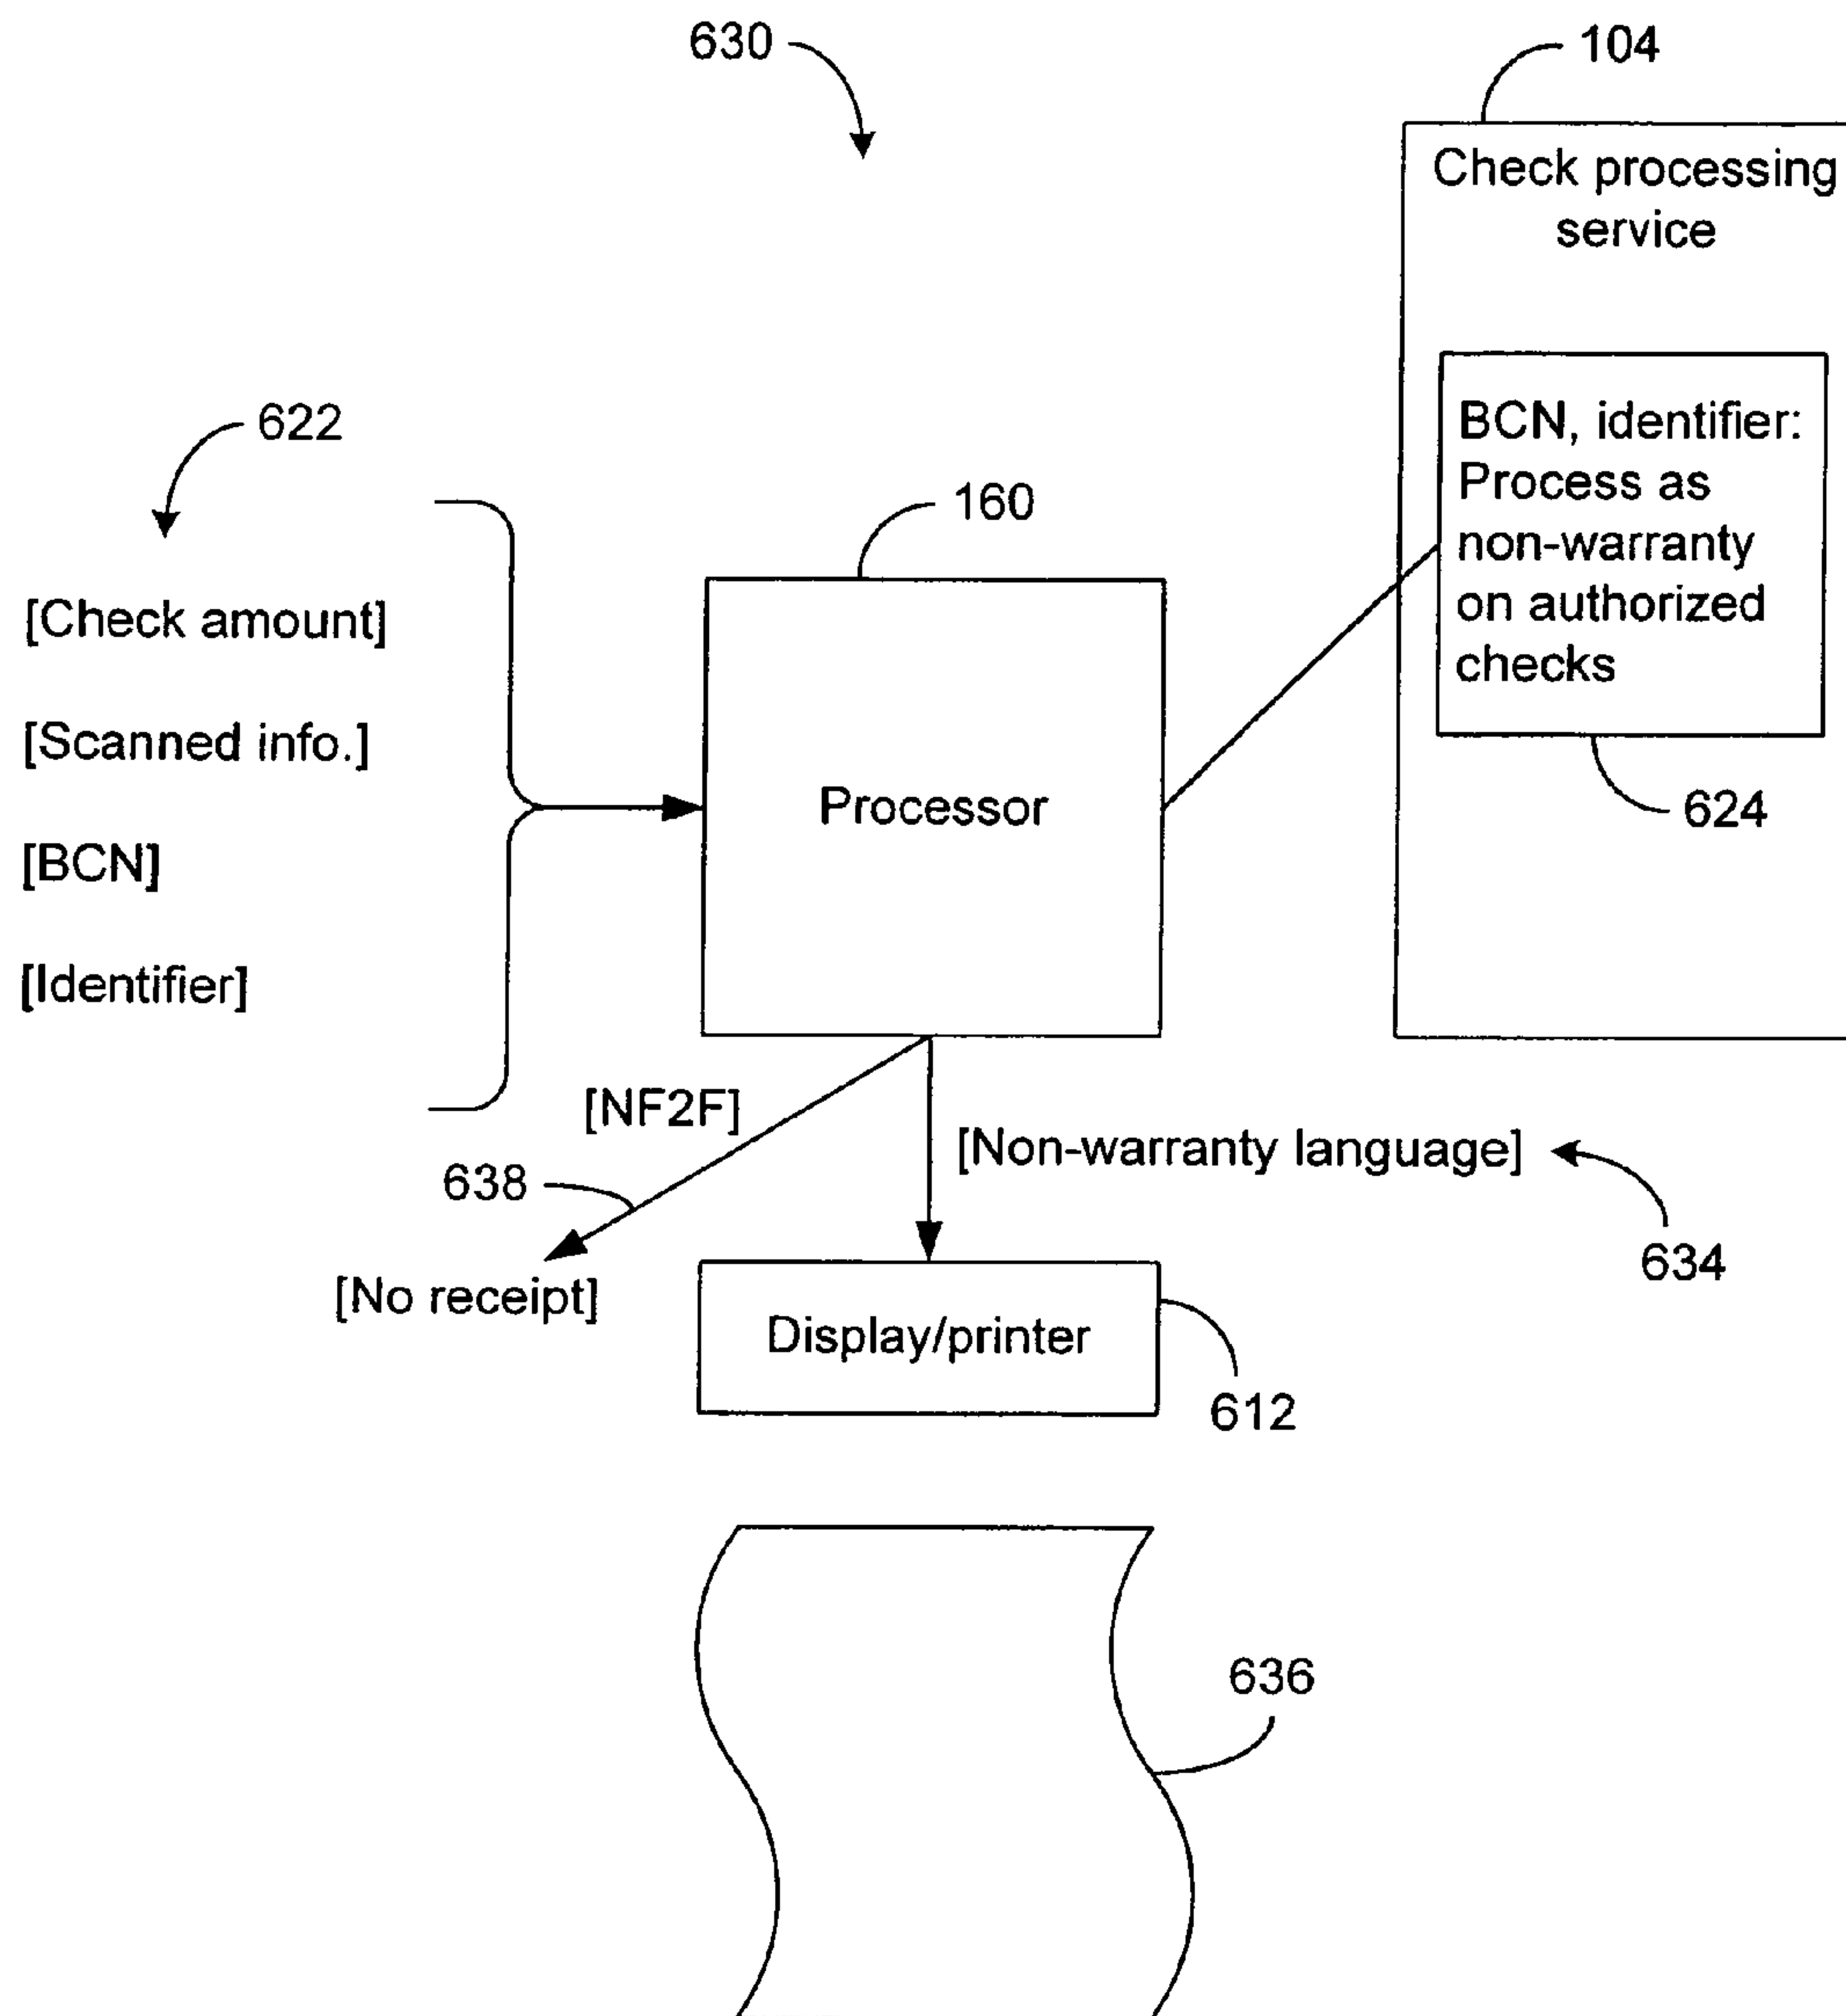 630
104
Check processing
service
622
BCN, identifier:
Process as
non-warranty
on authorized
checks
160
[Check amount]
[Scanned info.]
Processor
624
[BCN]
[Identifier]
[NF2F]
[Non-warranty language]
638
634
[No receipt]
Display/printer
612
636